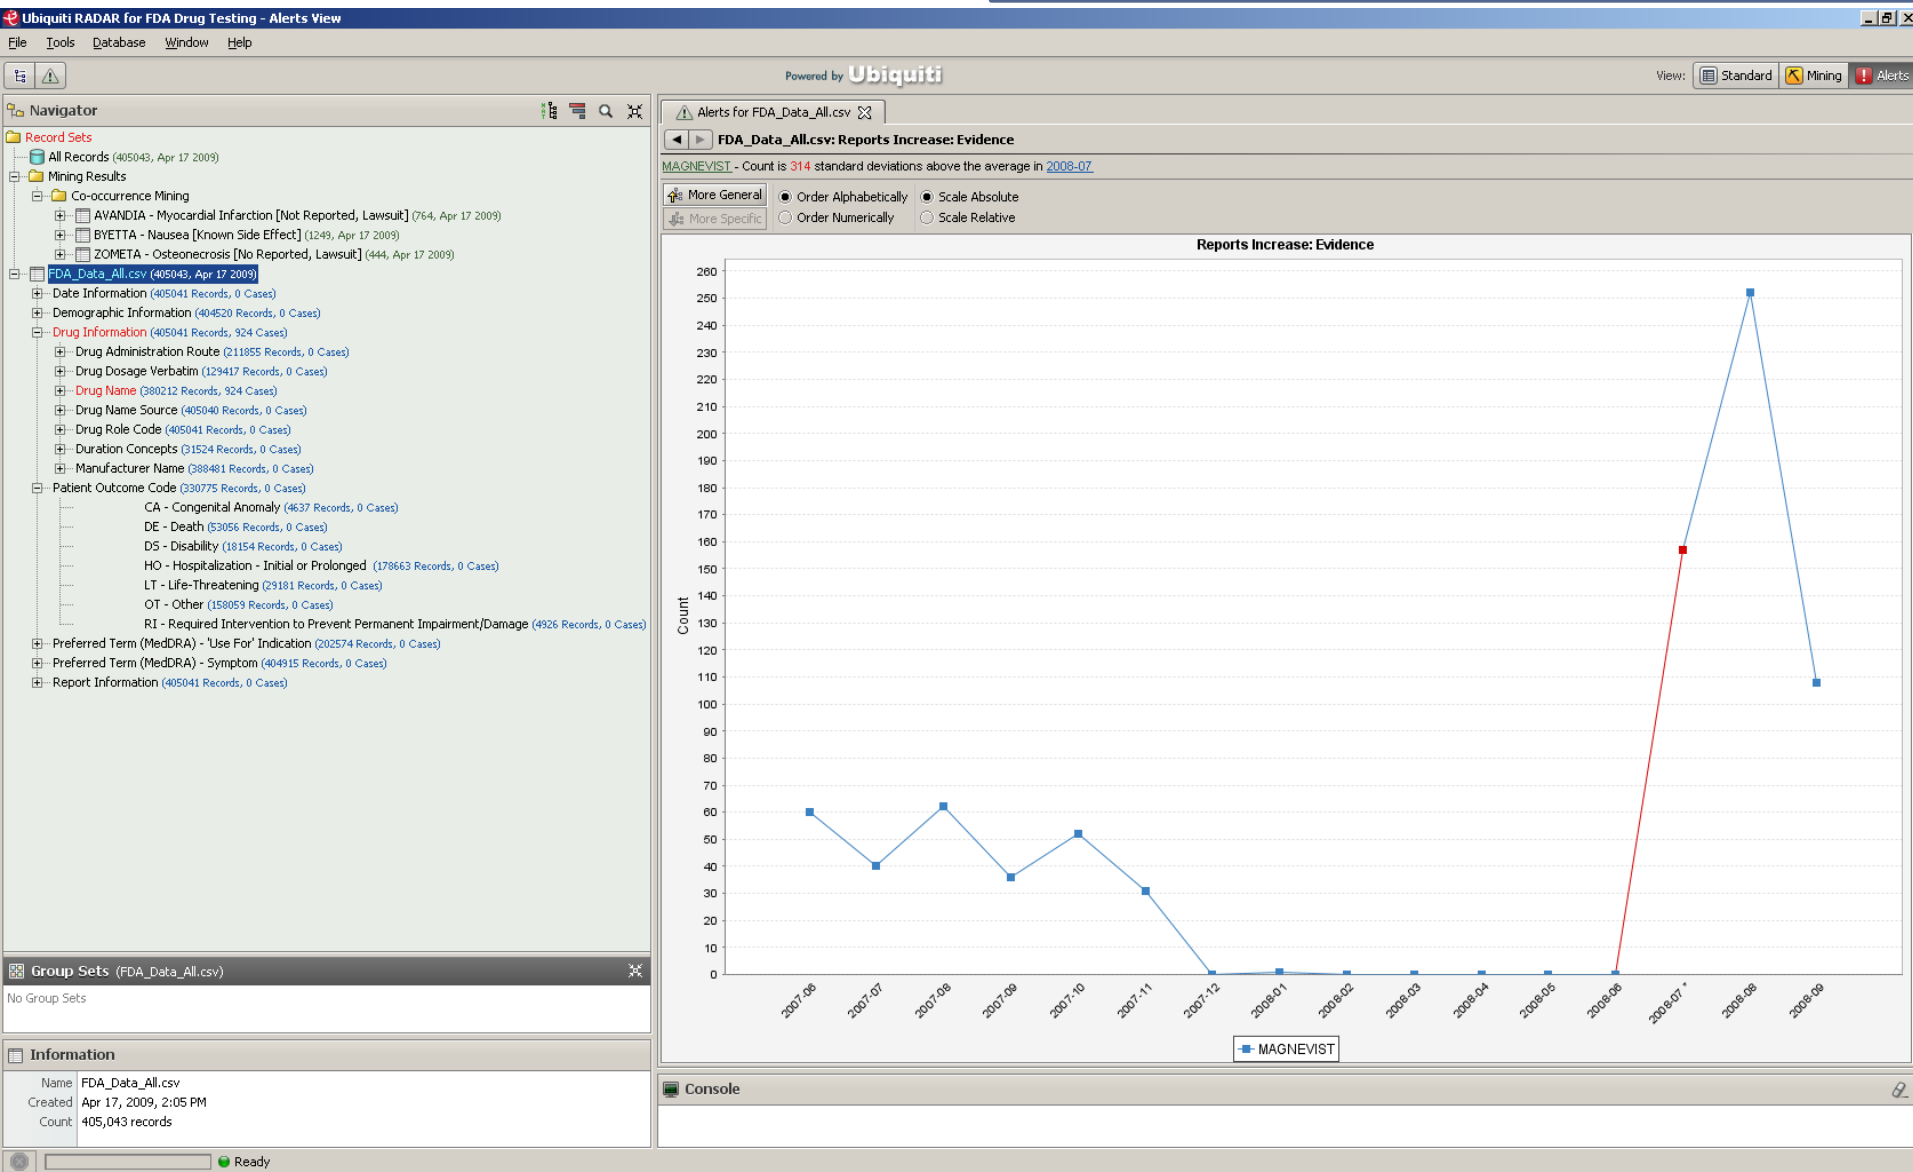 Ubiquiti RADAR for FDA Drug Testing - Alerts View
File Tools Database Window Help
Powered by Ubiquiti
View: Standard Mining Alerts
Navigator
Record Sets
All Records (405043, Apr 17 2009)
Mining Results
Co-occurrence Mining
AVANDIA - Myocardial Infarction [Not Reported, Lawsuit] (764, Apr 17 2009)
BYETTA - Nausea [Known Side Effect] (1249, Apr 17 2009)
ZOMETA - Osteonecrosis [No Reported, Lawsuit] (444, Apr 17 2009)
FDA_Data_All.csv (405043, Apr 17 2009)
Date Information (405041 Records, 0 Cases)
Demographic Information (404520 Records, 0 Cases)
Drug Information (405041 Records, 924 Cases)
Drug Administration Route (211855 Records, 0 Cases)
Drug Dosage Verbatim (129417 Records, 0 Cases)
Drug Name (380212 Records, 924 Cases)
Drug Name Source (405040 Records, 0 Cases)
Drug Role Code (405041 Records, 0 Cases)
Duration Concepts (31524 Records, 0 Cases)
Manufacturer Name (388481 Records, 0 Cases)
Patient Outcome Code (330775 Records, 0 Cases)
CA - Congenital Anomaly (4637 Records, 0 Cases)
DE - Death (53056 Records, 0 Cases)
DS - Disability (18154 Records, 0 Cases)
HO - Hospitalization - Initial or Prolonged (178663 Records, 0 Cases)
LT - Life-Threatening (29181 Records, 0 Cases)
OT - Other (158059 Records, 0 Cases)
RI - Required Intervention to Prevent Permanent Impairment/Damage (4926 Records, 0 Cases)
Preferred Term (MedDRA) - 'Use For' Indication (202574 Records, 0 Cases)
Preferred Term (MedDRA) - Symptom (404915 Records, 0 Cases)
Report Information (405041 Records, 0 Cases)
Group Sets (FDA_Data_All.csv)
No Group Sets
Information
Name FDA_Data_All.csv
Created Apr 17, 2009, 2:05 PM
Count 405,043 records
Ready
Alerts for FDA_Data_All.csv
FDA_Data_All.csv: Reports Increase: Evidence
MAGNEVIST - Count is 314 standard deviations above the average in 2008-07
More General Order Alphabetically Scale Absolute
More Specific Order Numerically Scale Relative
Reports Increase: Evidence
260
250
240
230
220
210
200
190
180
170
160
150
140
130
120
110
100
90
80
70
60
50
40
30
20
10
0
Count
2007-06 2007-07 2007-08 2007-09 2007-10 2007-11 2007-12 2008-01 2008-02 2008-03 2008-04 2008-05 2008-06 2008-07 * 2008-08 2008-09
MAGNEVIST
Console